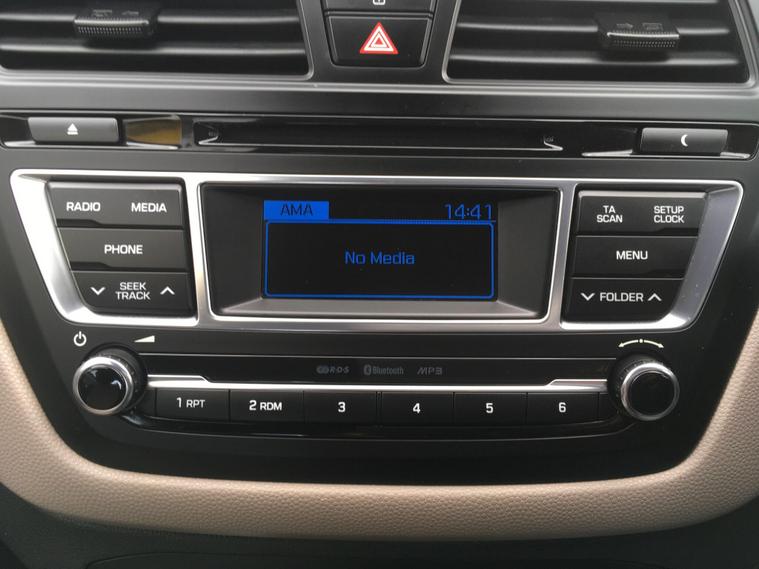 RADIO MEDIA
PHONE
SEEK
TRACK
AMA 14:41
No Media
TA
SCAN
SETUP
CLOCK
MENU
FOLDER
R·D·S Bluetooth MP3
1 RPT 2 RDM 3 4 5 6